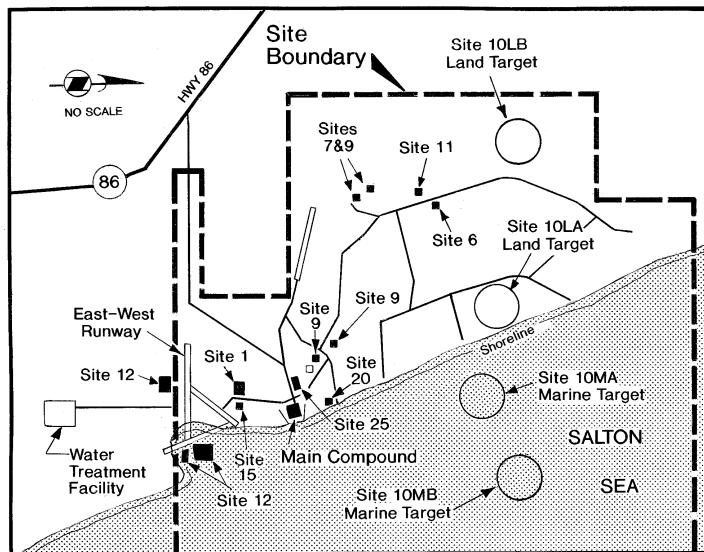 Site
Boundary
Site 10LB
Land Target
HWY 86
NO SCALE
Sites
7&9
Site 11
86
Site 6
Site 10LA
Land Target
East-West
Runway
Site
9
Site 9
Shoreline
Site 1
Site 12
Site
20
Site 10MA
Marine Target
Site 25
SALTON
Water
Treatment
Facility
Site
15
Main Compound
SEA
Site 12
Site 10MB
Marine Target